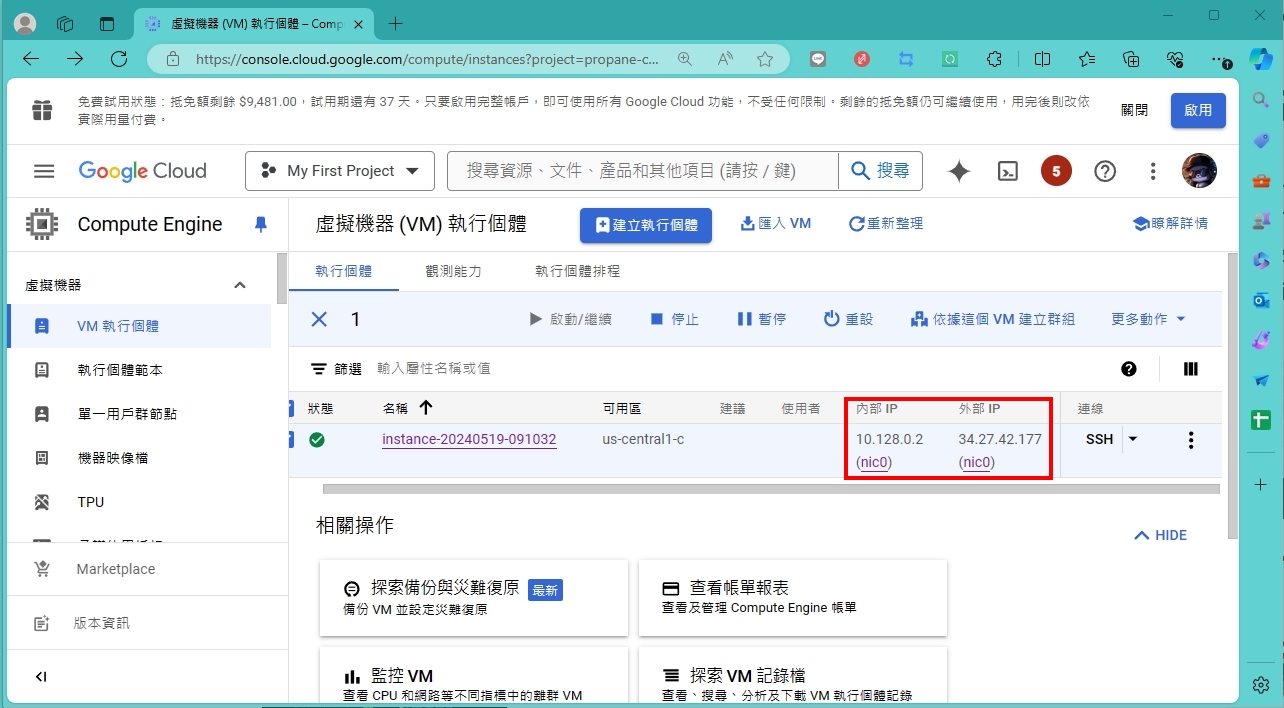 虛擬機器 (VM) 執行個體 – Comp
https://console.cloud.google.com/compute/instances?project=propane-c...
免費試用狀態：抵免額剩餘 $9,481.00，試用期還有 37 天。只要啟用完整帳戶，即可使用所有 Google Cloud 功能，不受任何限制。剩餘的抵免額仍可繼續使用，用完後則改依
實際用量付費。
關閉
啟用
Google Cloud
My First Project
搜尋資源、文件、產品和其他項目 (請按 / 鍵)
搜尋
5
Compute Engine
虛擬機器 (VM) 執行個體
建立執行個體
匯入 VM
重新整理
瞭解詳情
虛擬機器
VM 執行個體
執行個體範本
單一用戶群節點
機器映像檔
TPU
Marketplace
版本資訊
執行個體
觀測能力
執行個體排程
1
啟動/繼續
停止
暫停
重設
依據這個 VM 建立群組
更多動作
篩選
輸入屬性名稱或值
狀態
名稱
可用區
建議
使用者
內部 IP
外部 IP
連線
instance-20240519-091032
us-central1-c
10.128.0.2
(nic0)
34.27.42.177
(nic0)
SSH
相關操作
HIDE
探索備份與災難復原
最新
備份 VM 並設定災難復原
查看帳單報表
查看及管理 Compute Engine 帳單
監控 VM
查看 CPU 和網路等不同指標中的離群 VM
探索 VM 記錄檔
查看、搜尋、分析及下載 VM 執行個體記錄